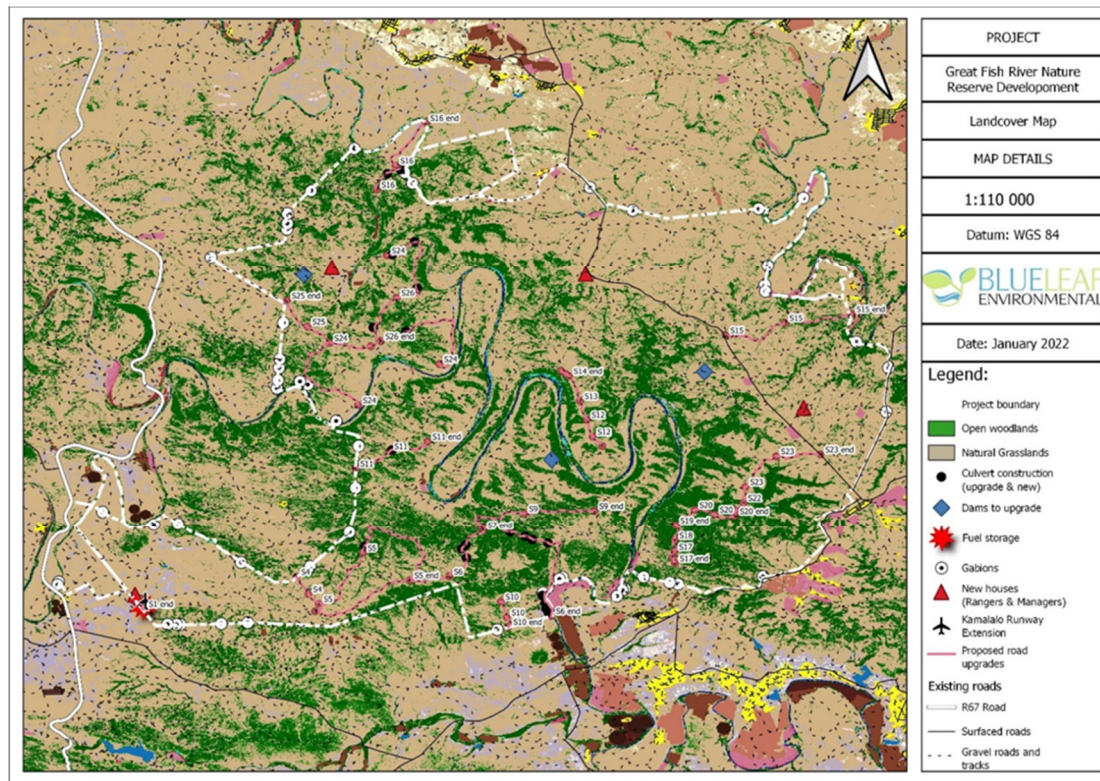 PROJECT
Great Fish River Nature
Reserve Developoment
Landcover Map
MAP DETAILS
1:110 000
Datum: WGS 84
BLUELEAF
ENVIRONMENTAL
Date: January 2022
Legend:
Project boundary
Open woodlands
Natural Grasslands
Culvert construction
(upgrade & new)
Dams to upgrade
Fuel storage
Gabions
New houses
(Rangers & Managers)
Kamalalo Runway
Extension
Proposed road
upgrades
Existing roads
R67 Road
Surfaced roads
Gravel roads and
tracks
S16 end
S16
S16
S24
S26
S25 end
S25
S24
S26 end
S24
S24
S15
S15
S15 end
S14 end
S13
S12
S12
S11 end
S11
S11
S23 end
S23
S23
S22
S20 end
S20
S20
S19 end
S18
S17
S17 end
S9 end
S9
S7 end
S5
S5 end
S6
S4
S5
S1 end
S10
S10
S10 end
S6 end